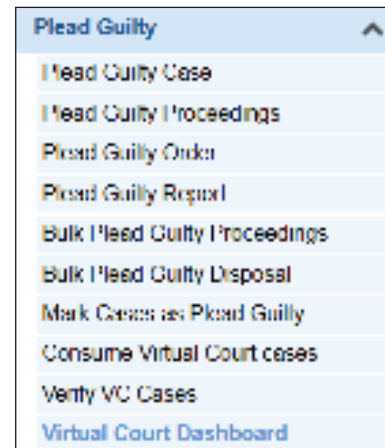 Plead Guilty
Plead Guilty Case
Plead Guilty Proceedings
Plead Guilty Order
Plead Guilty Report
Bulk Plead Guilty Proceedings
Bulk Plead Guilty Disposal
Mark Cases as Plead Guilty
Consume Virtual Court cases
Verify VC Cases
Virtual Court Dashboard